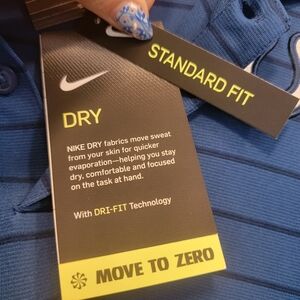 STANDARD FIT
DRY
NIKE DRY fabrics move sweat
from your skin for quicker
evaporation—helping you stay
dry, comfortable and focused
on the task at hand.
With DRI-FIT Technology
MOVE TO ZERO